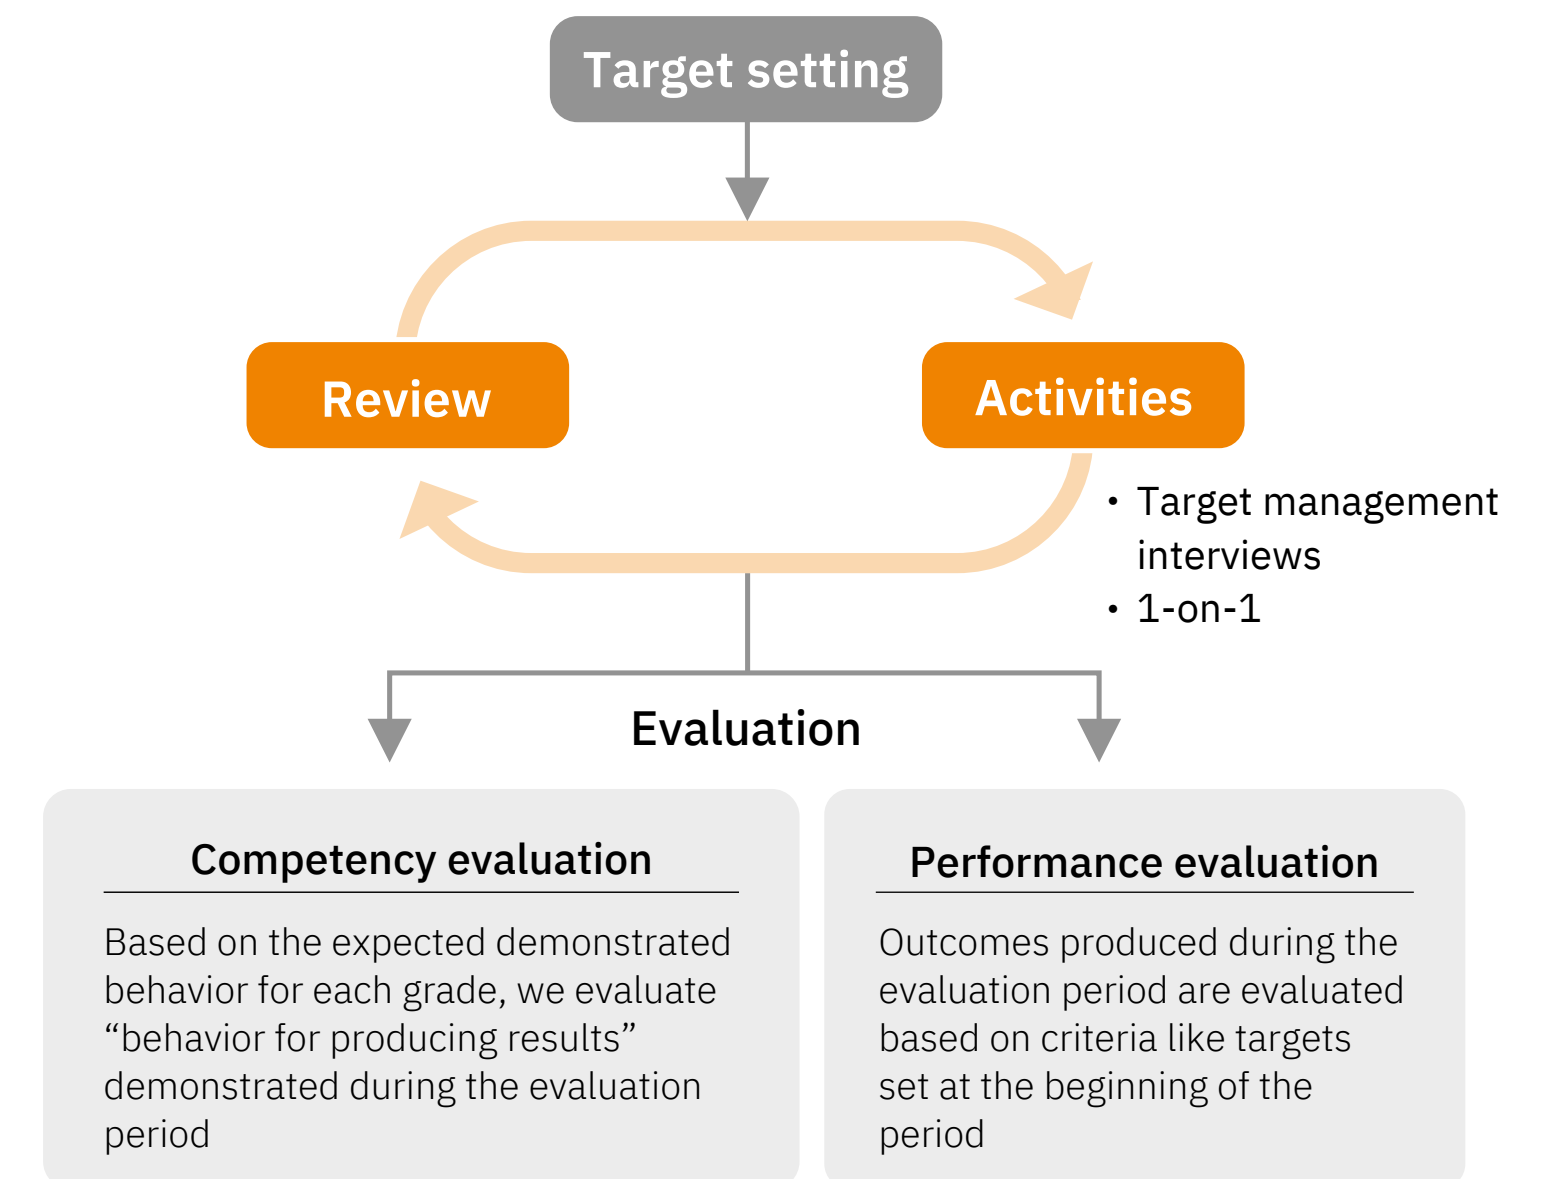 Target setting
Review
Activities
・ Target management
interviews
・ 1-on-1
Evaluation
Competency evaluation
Based on the expected demonstrated
behavior for each grade, we evaluate
“behavior for producing results”
demonstrated during the evaluation
period
Performance evaluation
Outcomes produced during the
evaluation period are evaluated
based on criteria like targets
set at the beginning of the
period